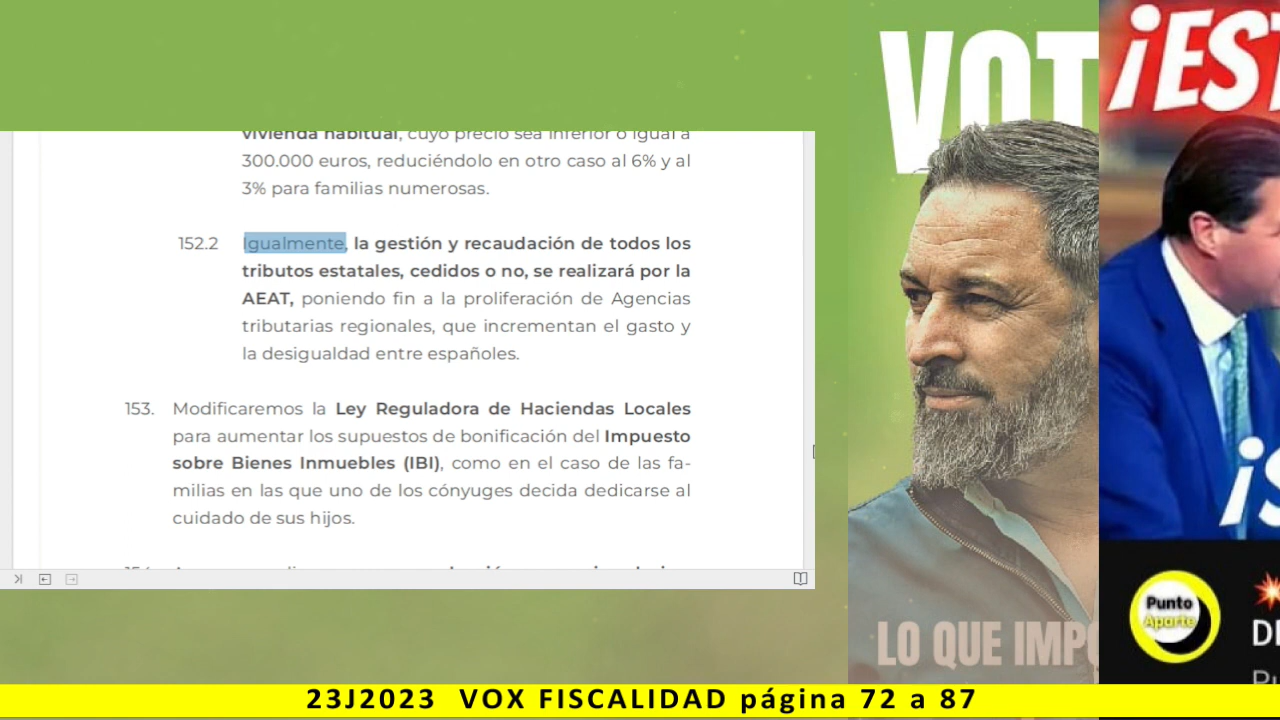 vivienda habitual, cuyo precio sea inferior o igual a
300.000 euros, reduciéndolo en otro caso al 6% y al
3% para familias numerosas.
152.2 Igualmente, la gestión y recaudación de todos los
tributos estatales, cedidos o no, se realizará por la
AEAT, poniendo fin a la proliferación de Agencias
tributarias regionales, que incrementan el gasto y
la desigualdad entre españoles.
153. Modificaremos la Ley Reguladora de Haciendas Locales
para aumentar los supuestos de bonificación del Impuesto
sobre Bienes Inmuebles (IBI), como en el caso de las fa-
milias en las que uno de los cónyuges decida dedicarse al
cuidado de sus hijos.
VOT
LO QUE IMPO
¡EST
¡S
Punto
Aparte
23J2023 VOX FISCALIDAD página 72 a 87